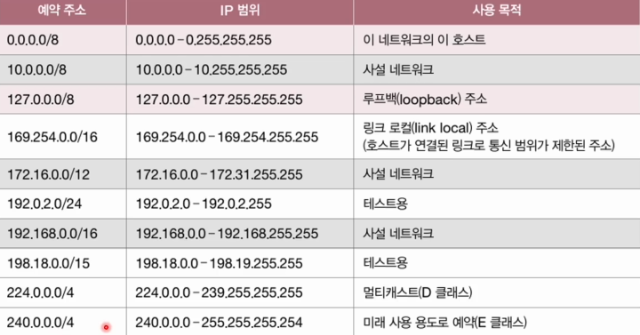 예약 주소 IP 범위 사용 목적
0.0.0.0/8 0.0.0.0 – 0.255.255.255 이 네트워크의 이 호스트
10.0.0.0/8 10.0.0.0 – 10.255.255.255 사설 네트워크
127.0.0.0/8 127.0.0.0 – 127.255.255.255 루프백(loopback) 주소
169.254.0.0/16 169.254.0.0 – 169.254.255.255 링크 로컬(link local) 주소
(호스트가 연결된 링크로 통신 범위가 제한된 주소)
172.16.0.0/12 172.16.0.0 – 172.31.255.255 사설 네트워크
192.0.2.0/24 192.0.2.0 – 192.0.2.255 테스트용
192.168.0.0/16 192.168.0.0 – 192.168.255.255 사설 네트워크
198.18.0.0/15 198.18.0.0 – 198.19.255.255 테스트용
224.0.0.0/4 224.0.0.0 – 239.255.255.255 멀티캐스트(D 클래스)
240.0.0.0/4 240.0.0.0 – 255.255.255.254 미래 사용 용도로 예약(E 클래스)